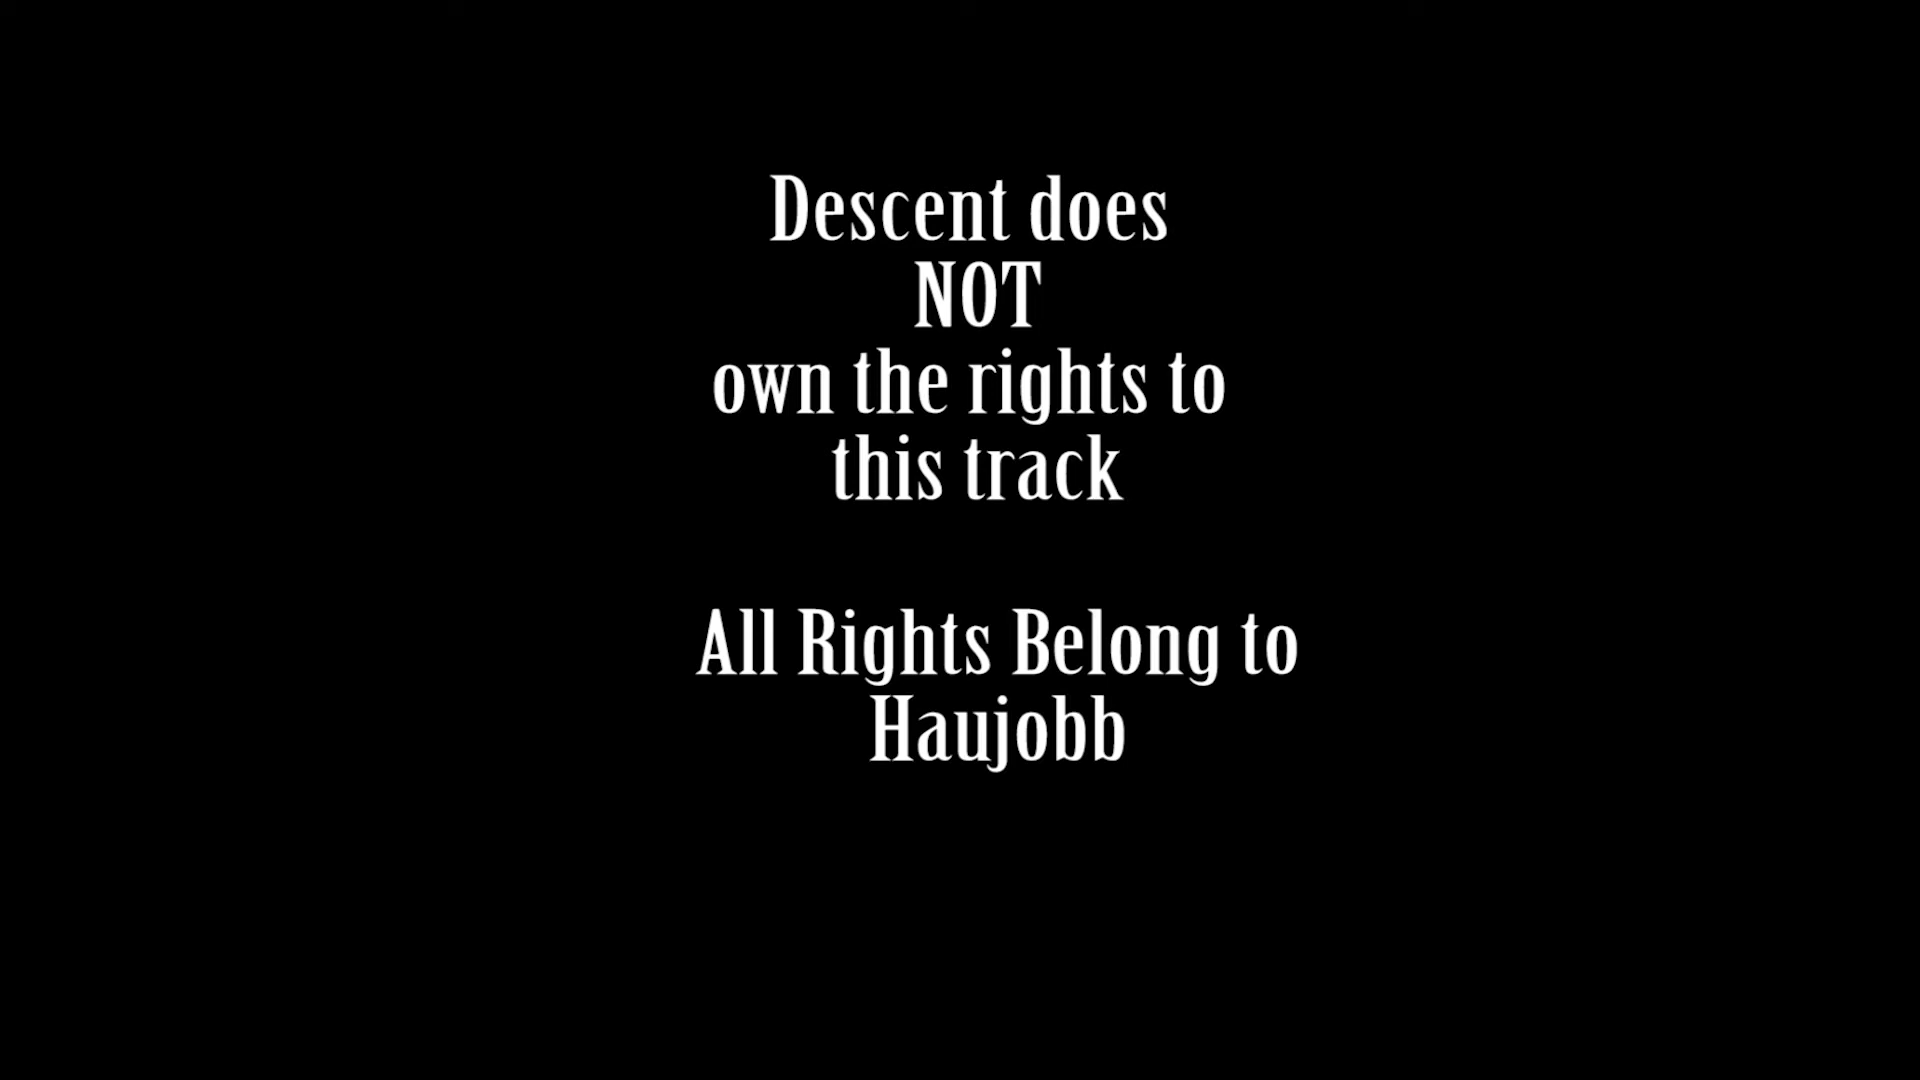 Descent does
NOT
own the rights to
this track
All Rights Belong to
Haujobb